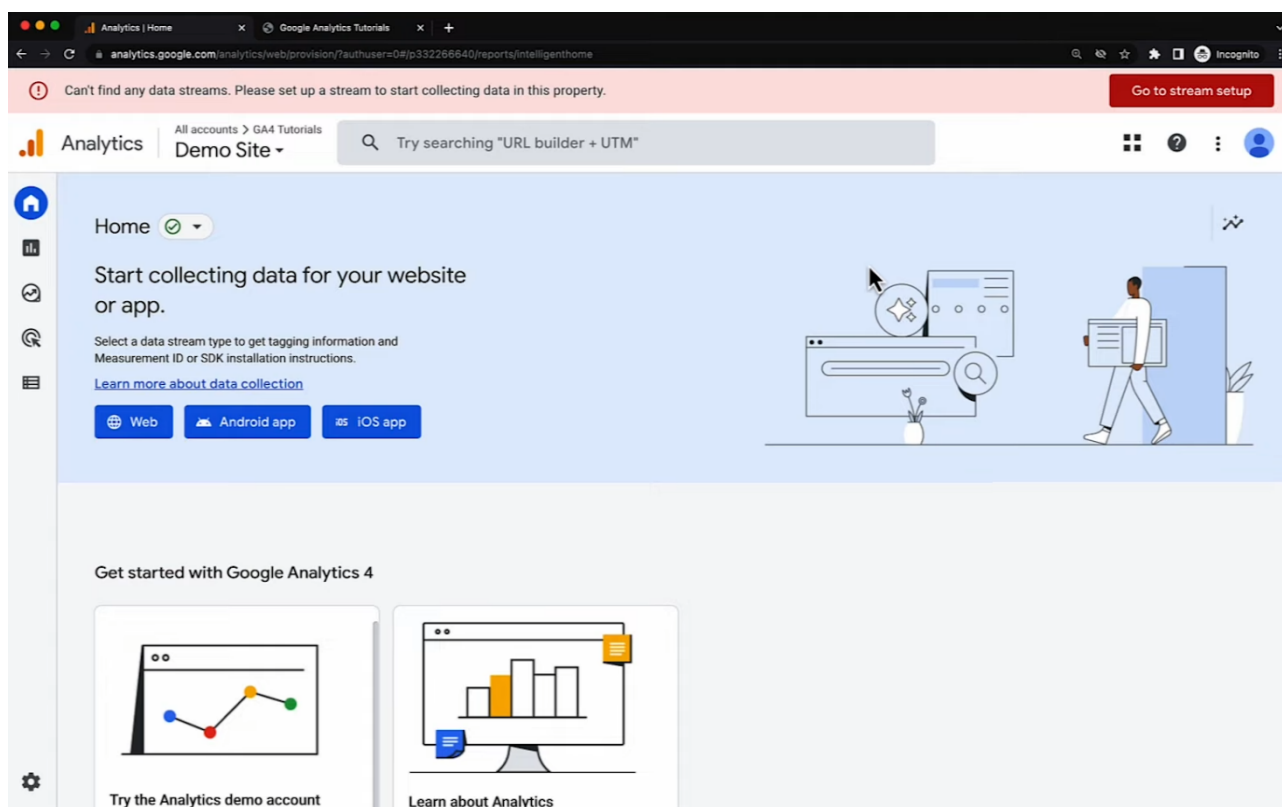 Analytics | Home
Google Analytics Tutorials
analytics.google.com/analytics/web/provision/?authuser=0#/p332266640/reports/intelligenthome
Incognito
Can't find any data streams. Please set up a stream to start collecting data in this property.
Go to stream setup
Analytics
All accounts > GA4 Tutorials
Demo Site
Try searching "URL builder + UTM"
Home
Start collecting data for your website
or app.
Select a data stream type to get tagging information and
Measurement ID or SDK installation instructions.
Learn more about data collection
Web
Android app
iOS iOS app
Get started with Google Analytics 4
Try the Analytics demo account
Learn about Analytics